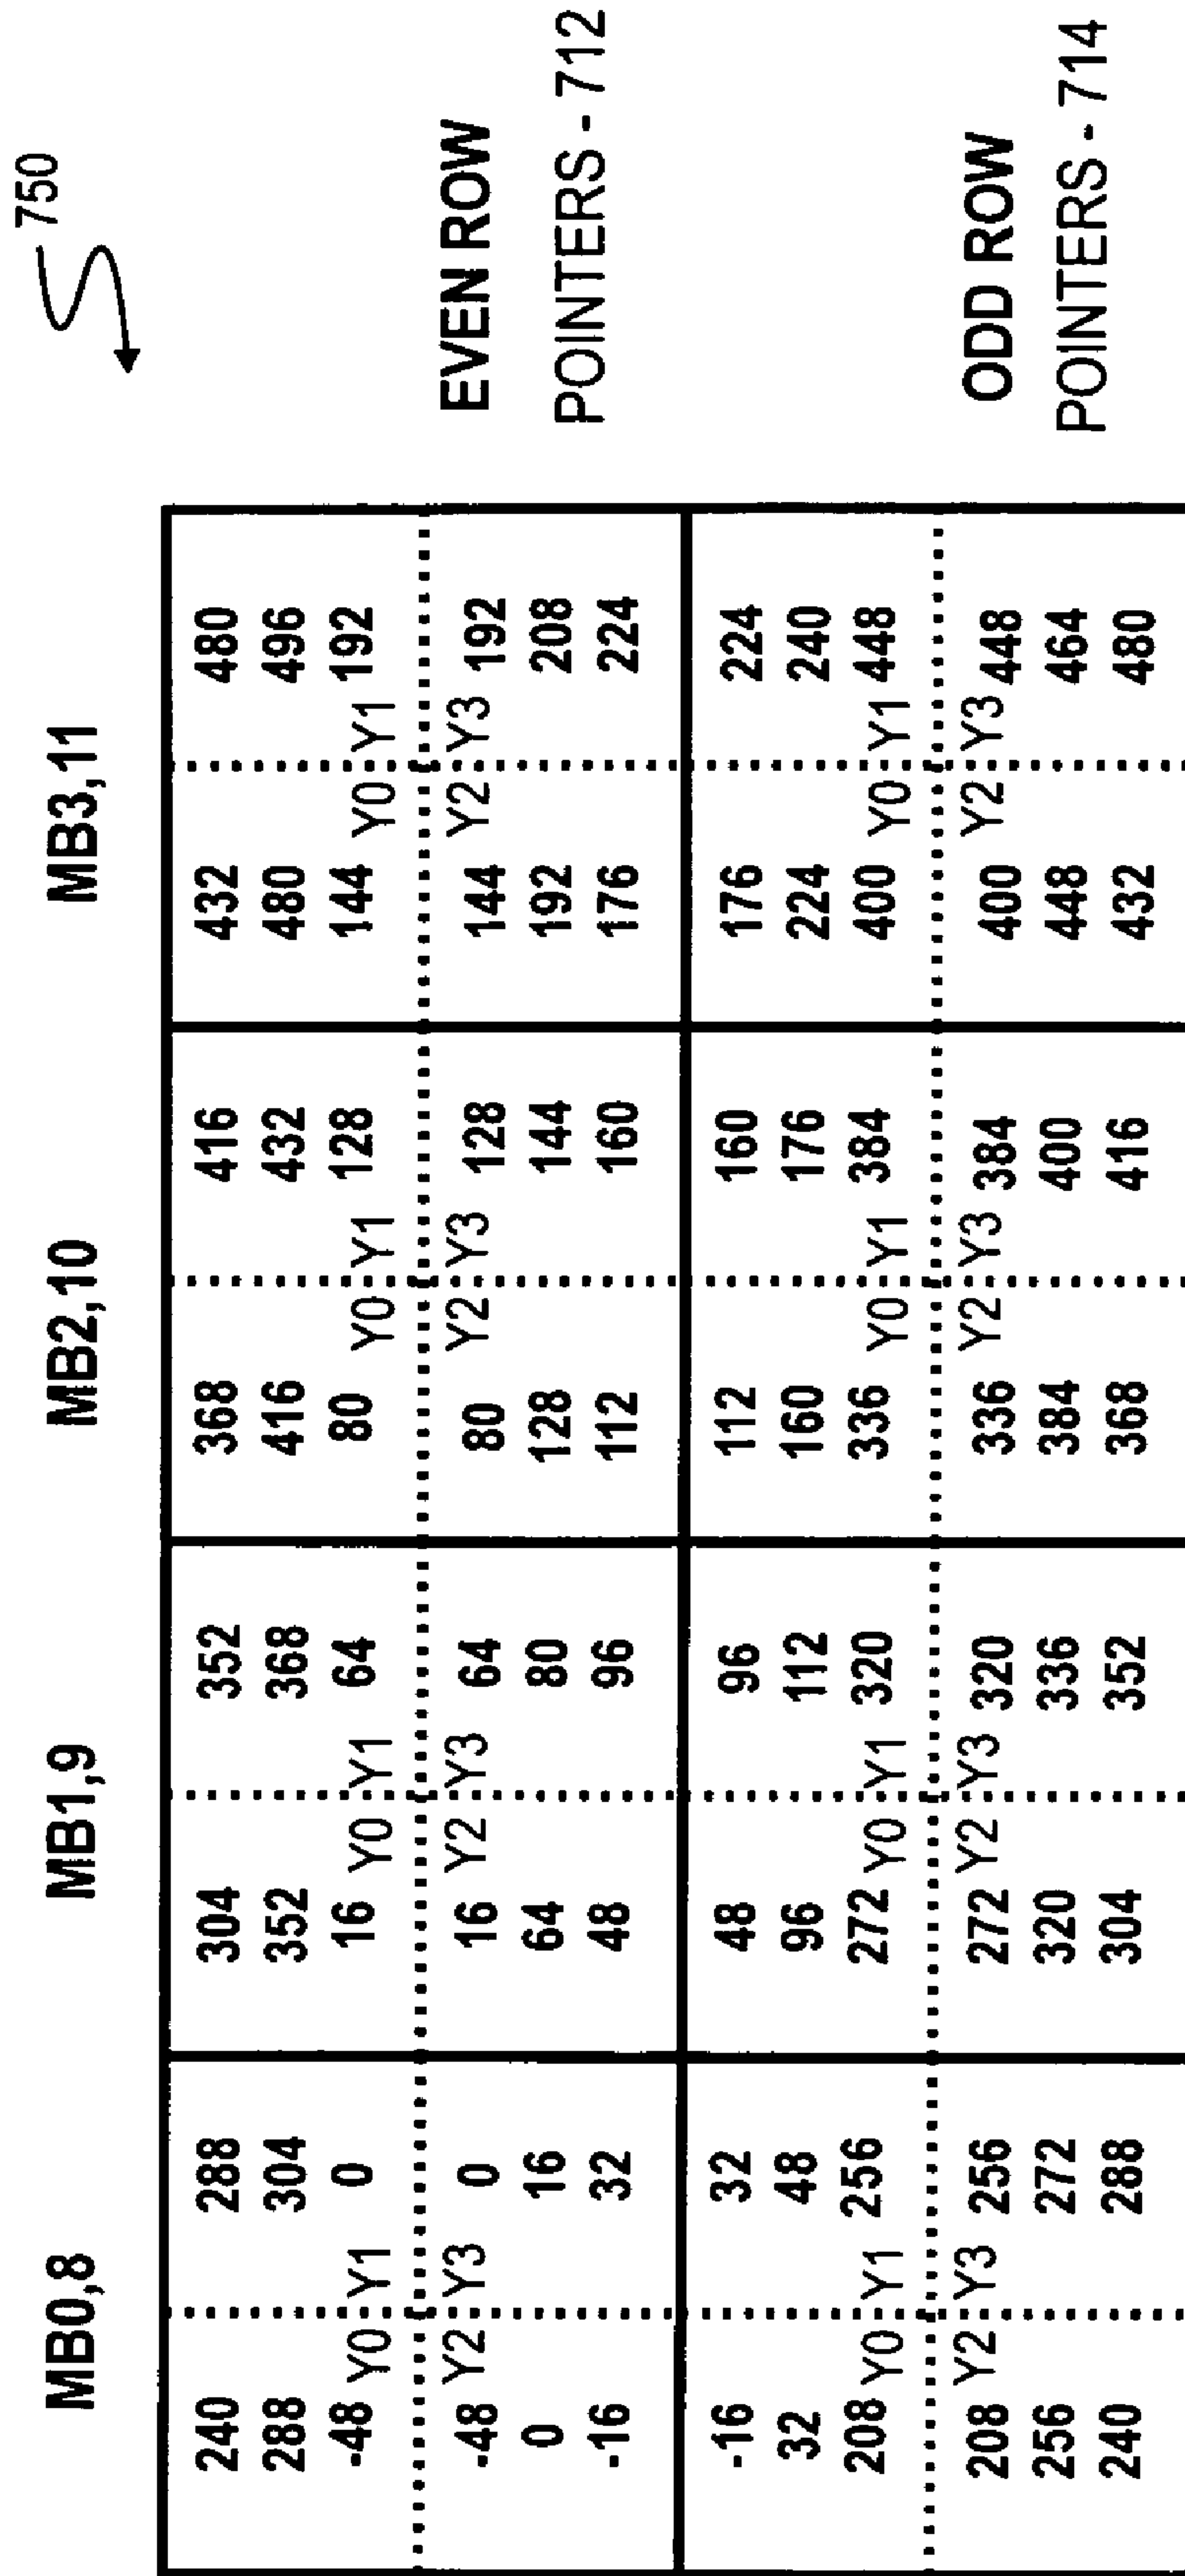 750
MB0,8 MB1,9 MB2,10 MB3,11
240 288 304 352 368 416 432 480
288 304 352 368 416 432 480 496
-48 0 16 64 80 128 144 192
Y0 Y1 Y0 Y1 Y0 Y1 Y0 Y1
Y2 Y3 Y2 Y3 Y2 Y3 Y2 Y3
-48 0 16 64 80 128 144 192
EVEN ROW
0 16 64 80 128 144 192 208
POINTERS - 712
-16 32 48 96 112 160 176 224
-16 32 48 96 112 160 176 224
32 48 96 112 160 176 224 240
208 256 272 320 336 384 400 448
Y0 Y1 Y0 Y1 Y0 Y1 Y0 Y1
Y2 Y3 Y2 Y3 Y2 Y3 Y2 Y3
208 256 272 320 336 384 400 448
ODD ROW
256 272 320 336 384 400 448 464
POINTERS - 714
240 288 304 352 368 416 432 480